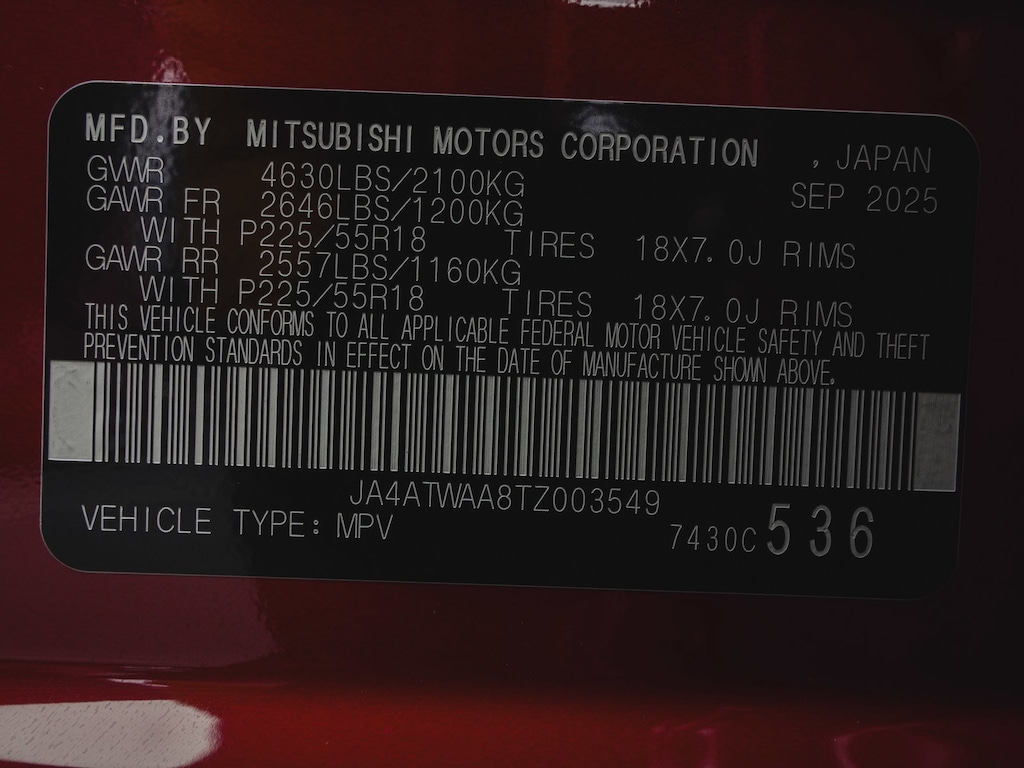 MFD.BY MITSUBISHI MOTORS CORPORATION , JAPAN
GWWR 4630LBS/2100KG SEP 2025
GAWR FR 2646LBS/1200KG
WITH P225/55R18 TIRES 18X7.0J RIMS
GAWR RR 2557LBS/1160KG
WITH P225/55R18 TIRES 18X7.0J RIMS
THIS VEHICLE CONFORMS TO ALL APPLICABLE FEDERAL MOTOR VEHICLE SAFETY AND THEFT
PREVENTION STANDARDS IN EFFECT ON THE DATE OF MANUFACTURE SHOWN ABOVE.
JA4ATWAA8TZ003549
VEHICLE TYPE: MPV 7430C536